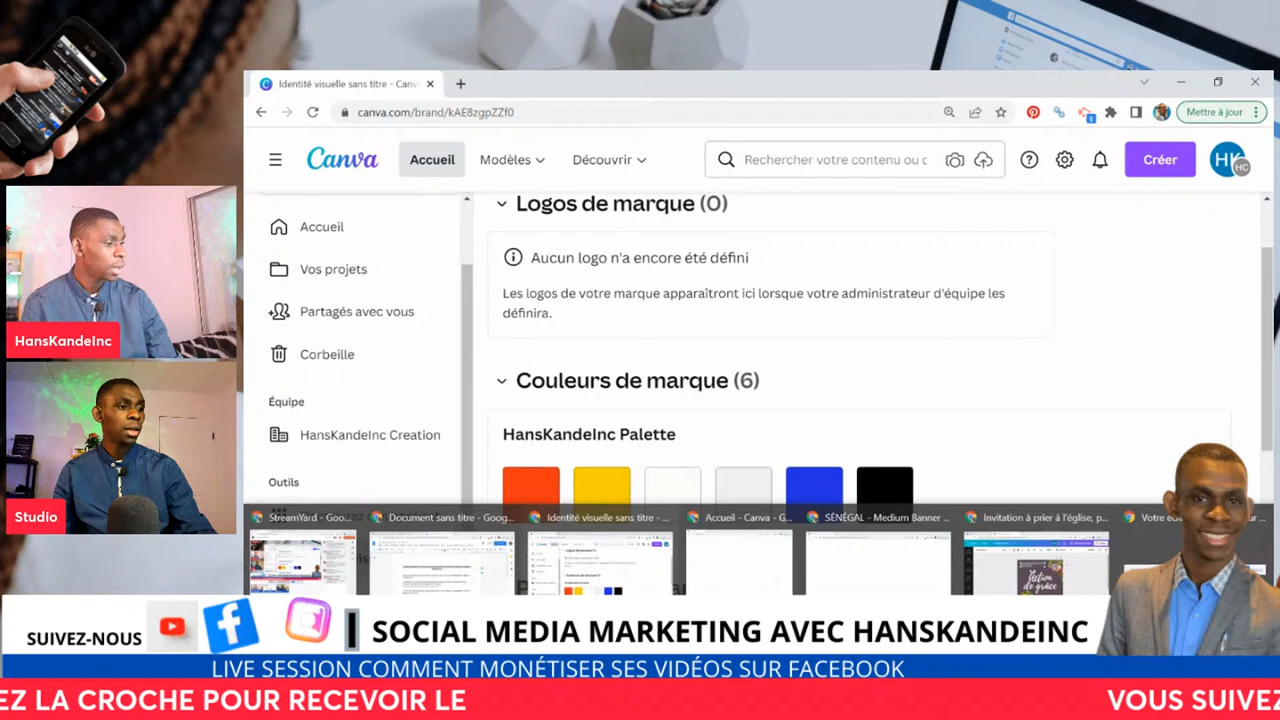 Identité visuelle sans titre - Canv
canva.com/brand/kAE8zgpZZf0
Mettre à jour
Canva
Accueil
Modèles
Découvrir
Rechercher votre contenu ou c
Créer
HK
HC
Accueil
Vos projets
Partagés avec vous
Corbeille
Équipe
HansKandeInc Creation
Outils
Logos de marque (0)
Aucun logo n'a encore été défini
Les logos de votre marque apparaîtront ici lorsque votre administrateur d'équipe les
définira.
Couleurs de marque (6)
HansKandeInc Palette
HansKandeInc
Studio
StreamYard - Goo...
Document sans titre - Goog...
Identité visuelle sans titre - ...
Accueil - Canva - G...
SÉNÉGAL - Medium Banner ...
Invitation à prier à l'église, p...
SUIVEZ-NOUS
SOCIAL MEDIA MARKETING AVEC HANSKANDEINC
LIVE SESSION COMMENT MONÉTISER SES VIDÉOS SUR FACEBOOK
EZ LA CROCHE POUR RECEVOIR LE
VOUS SUIVEZ